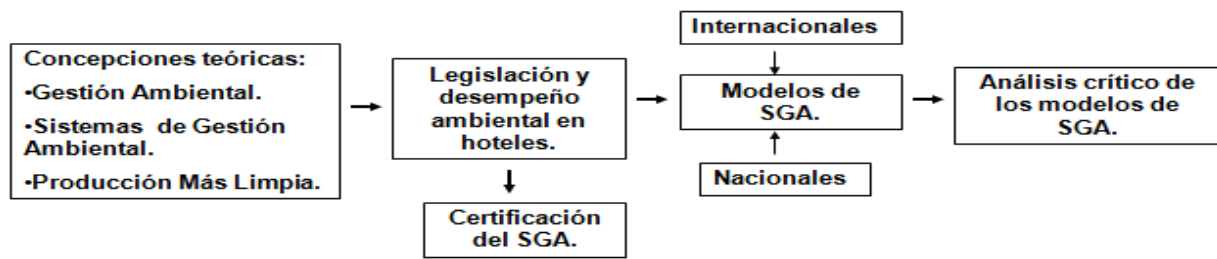 Concepciones teóricas:
•Gestión Ambiental.
•Sistemas de Gestión
Ambiental.
•Producción Más Limpia.
Legislación y
desempeño
ambiental en
hoteles.
Certificación
del SGA.
Internacionales
Modelos de
SGA.
Nacionales
Análisis crítico de
los modelos de
SGA.